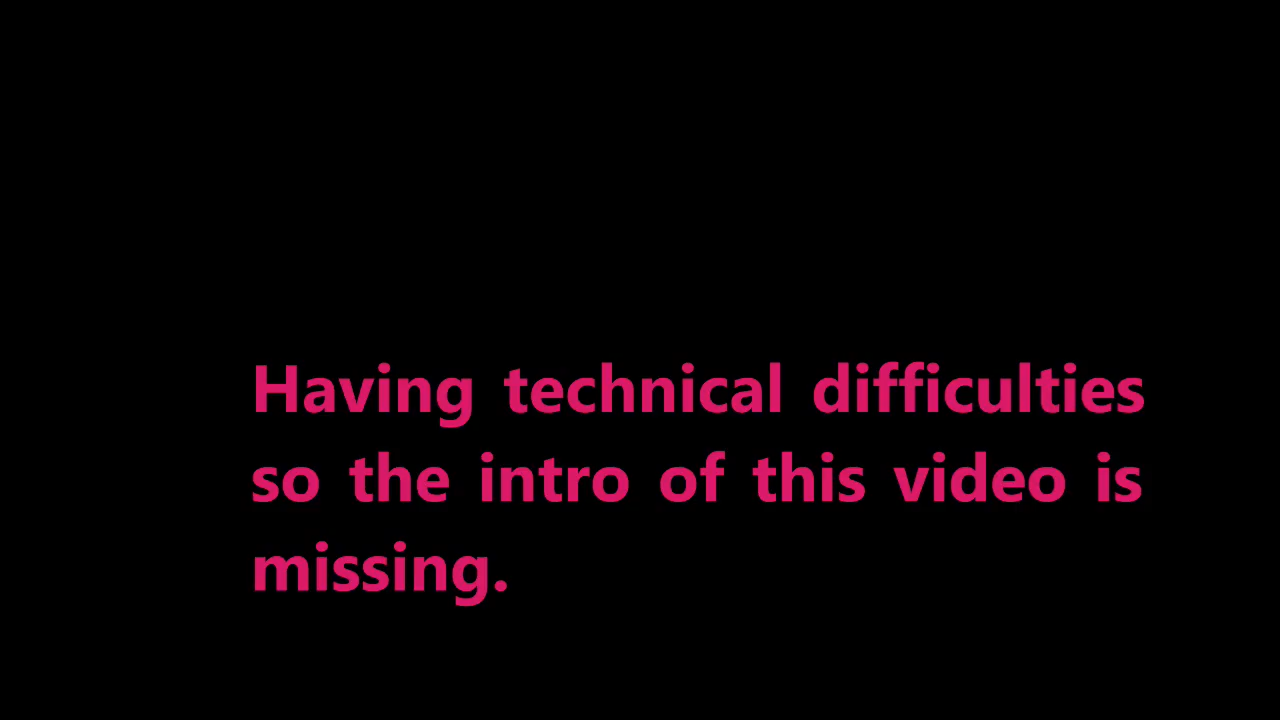 Having technical difficulties
so the intro of this video is
missing.